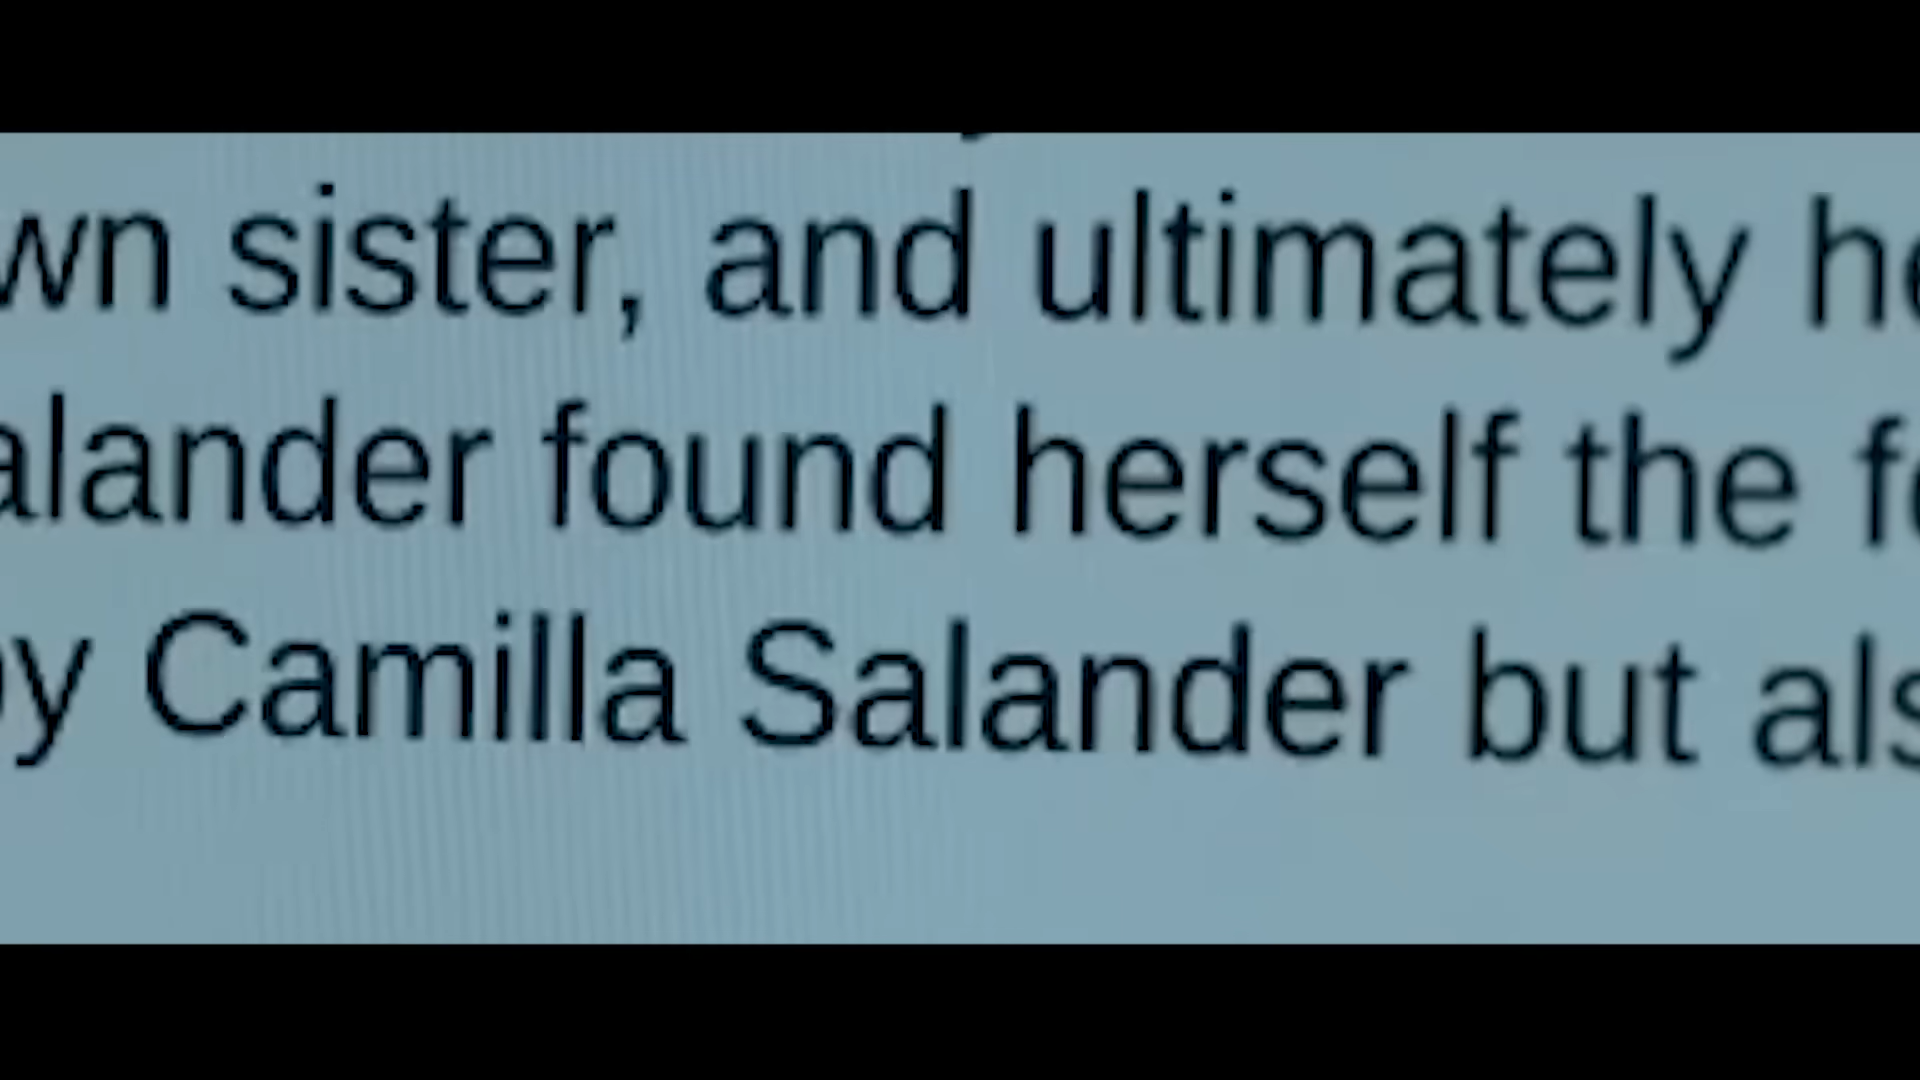 wn sister, and ultimately he
alander found herself the fo
by Camilla Salander but als